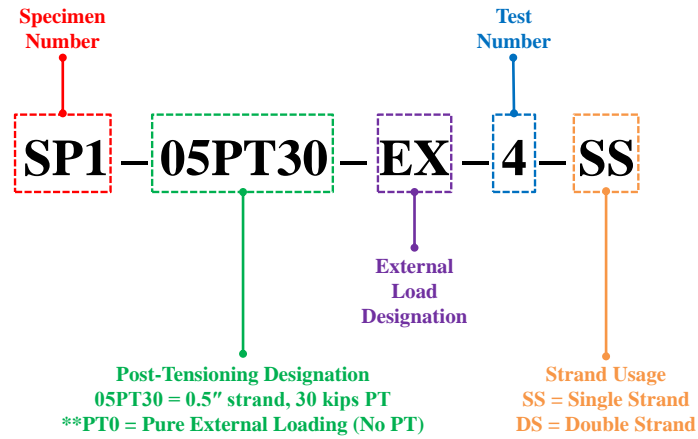 Specimen
Number
Test
Number
SP1 – 05PT30 – EX – 4 – SS
External
Load
Designation
Post-Tensioning Designation
05PT30 = 0.5″ strand, 30 kips PT
**PT0 = Pure External Loading (No PT)
Strand Usage
SS = Single Strand
DS = Double Strand